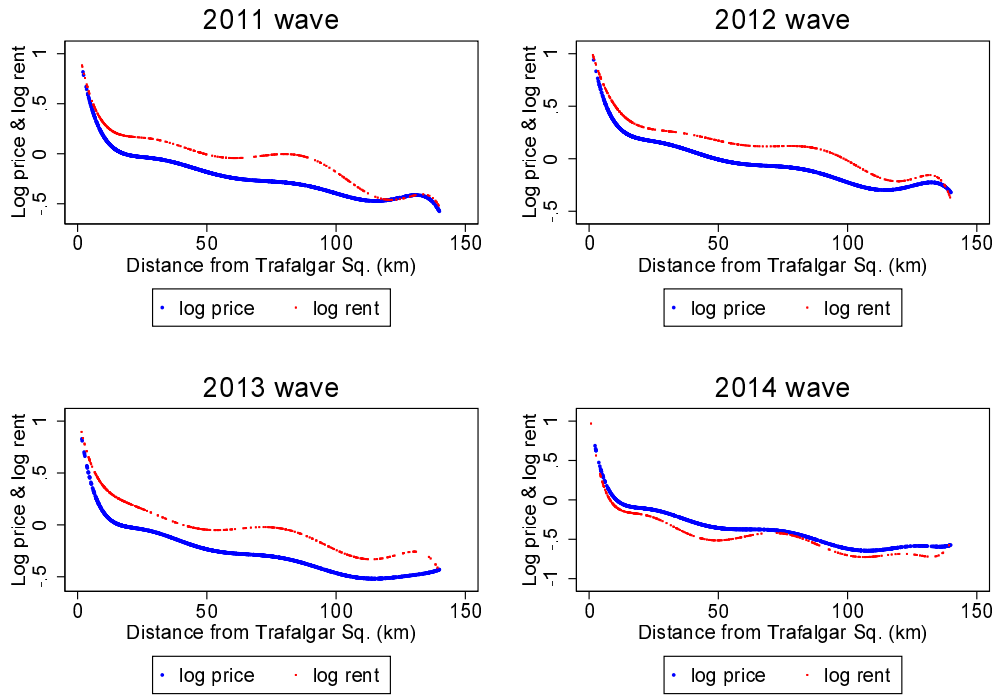 2011 wave
Log price & log rent
1
.5
0
-.5
0 50 100 150
Distance from Trafalgar Sq. (km)
log price log rent
2012 wave
Log price & log rent
1
.5
0
-.5
0 50 100 150
Distance from Trafalgar Sq. (km)
log price log rent
2013 wave
Log price & log rent
1
.5
0
-.5
0 50 100 150
Distance from Trafalgar Sq. (km)
log price log rent
2014 wave
Log price & log rent
1
.5
0
-.5
-1
0 50 100 150
Distance from Trafalgar Sq. (km)
log price log rent